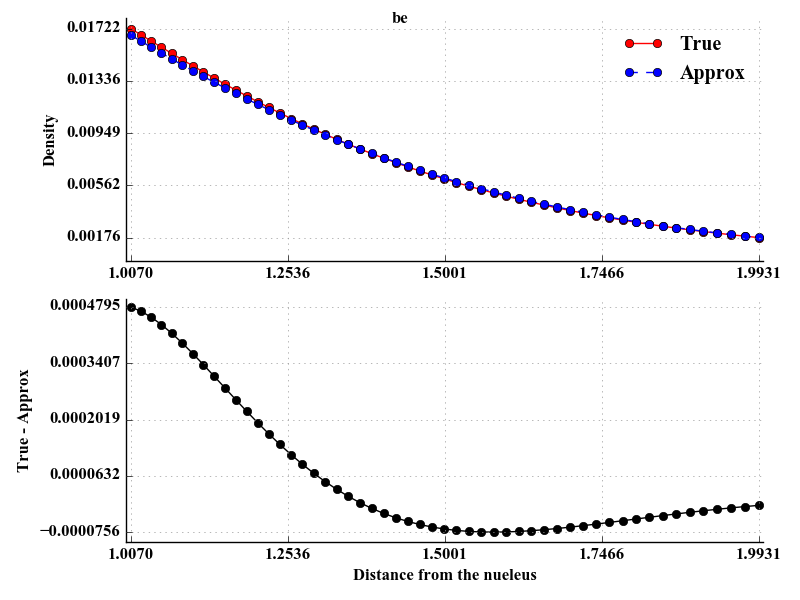 be
0.01722
0.01336
0.00949
0.00562
0.00176
Density
True
Approx
1.0070 1.2536 1.5001 1.7466 1.9931
0.0004795
0.0003407
0.0002019
0.0000632
−0.0000756
True - Approx
1.0070 1.2536 1.5001 1.7466 1.9931
Distance from the nueleus